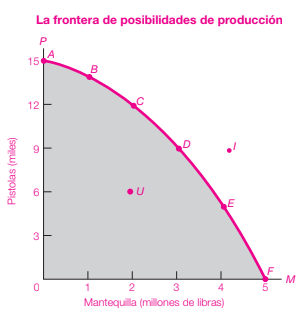 La frontera de posibilidades de producción
P
A
15
B
12
C
9
D
I
6
U
E
3
F
0
1
2
3
4
5
M
Pistolas (miles)
Mantequilla (millones de libras)